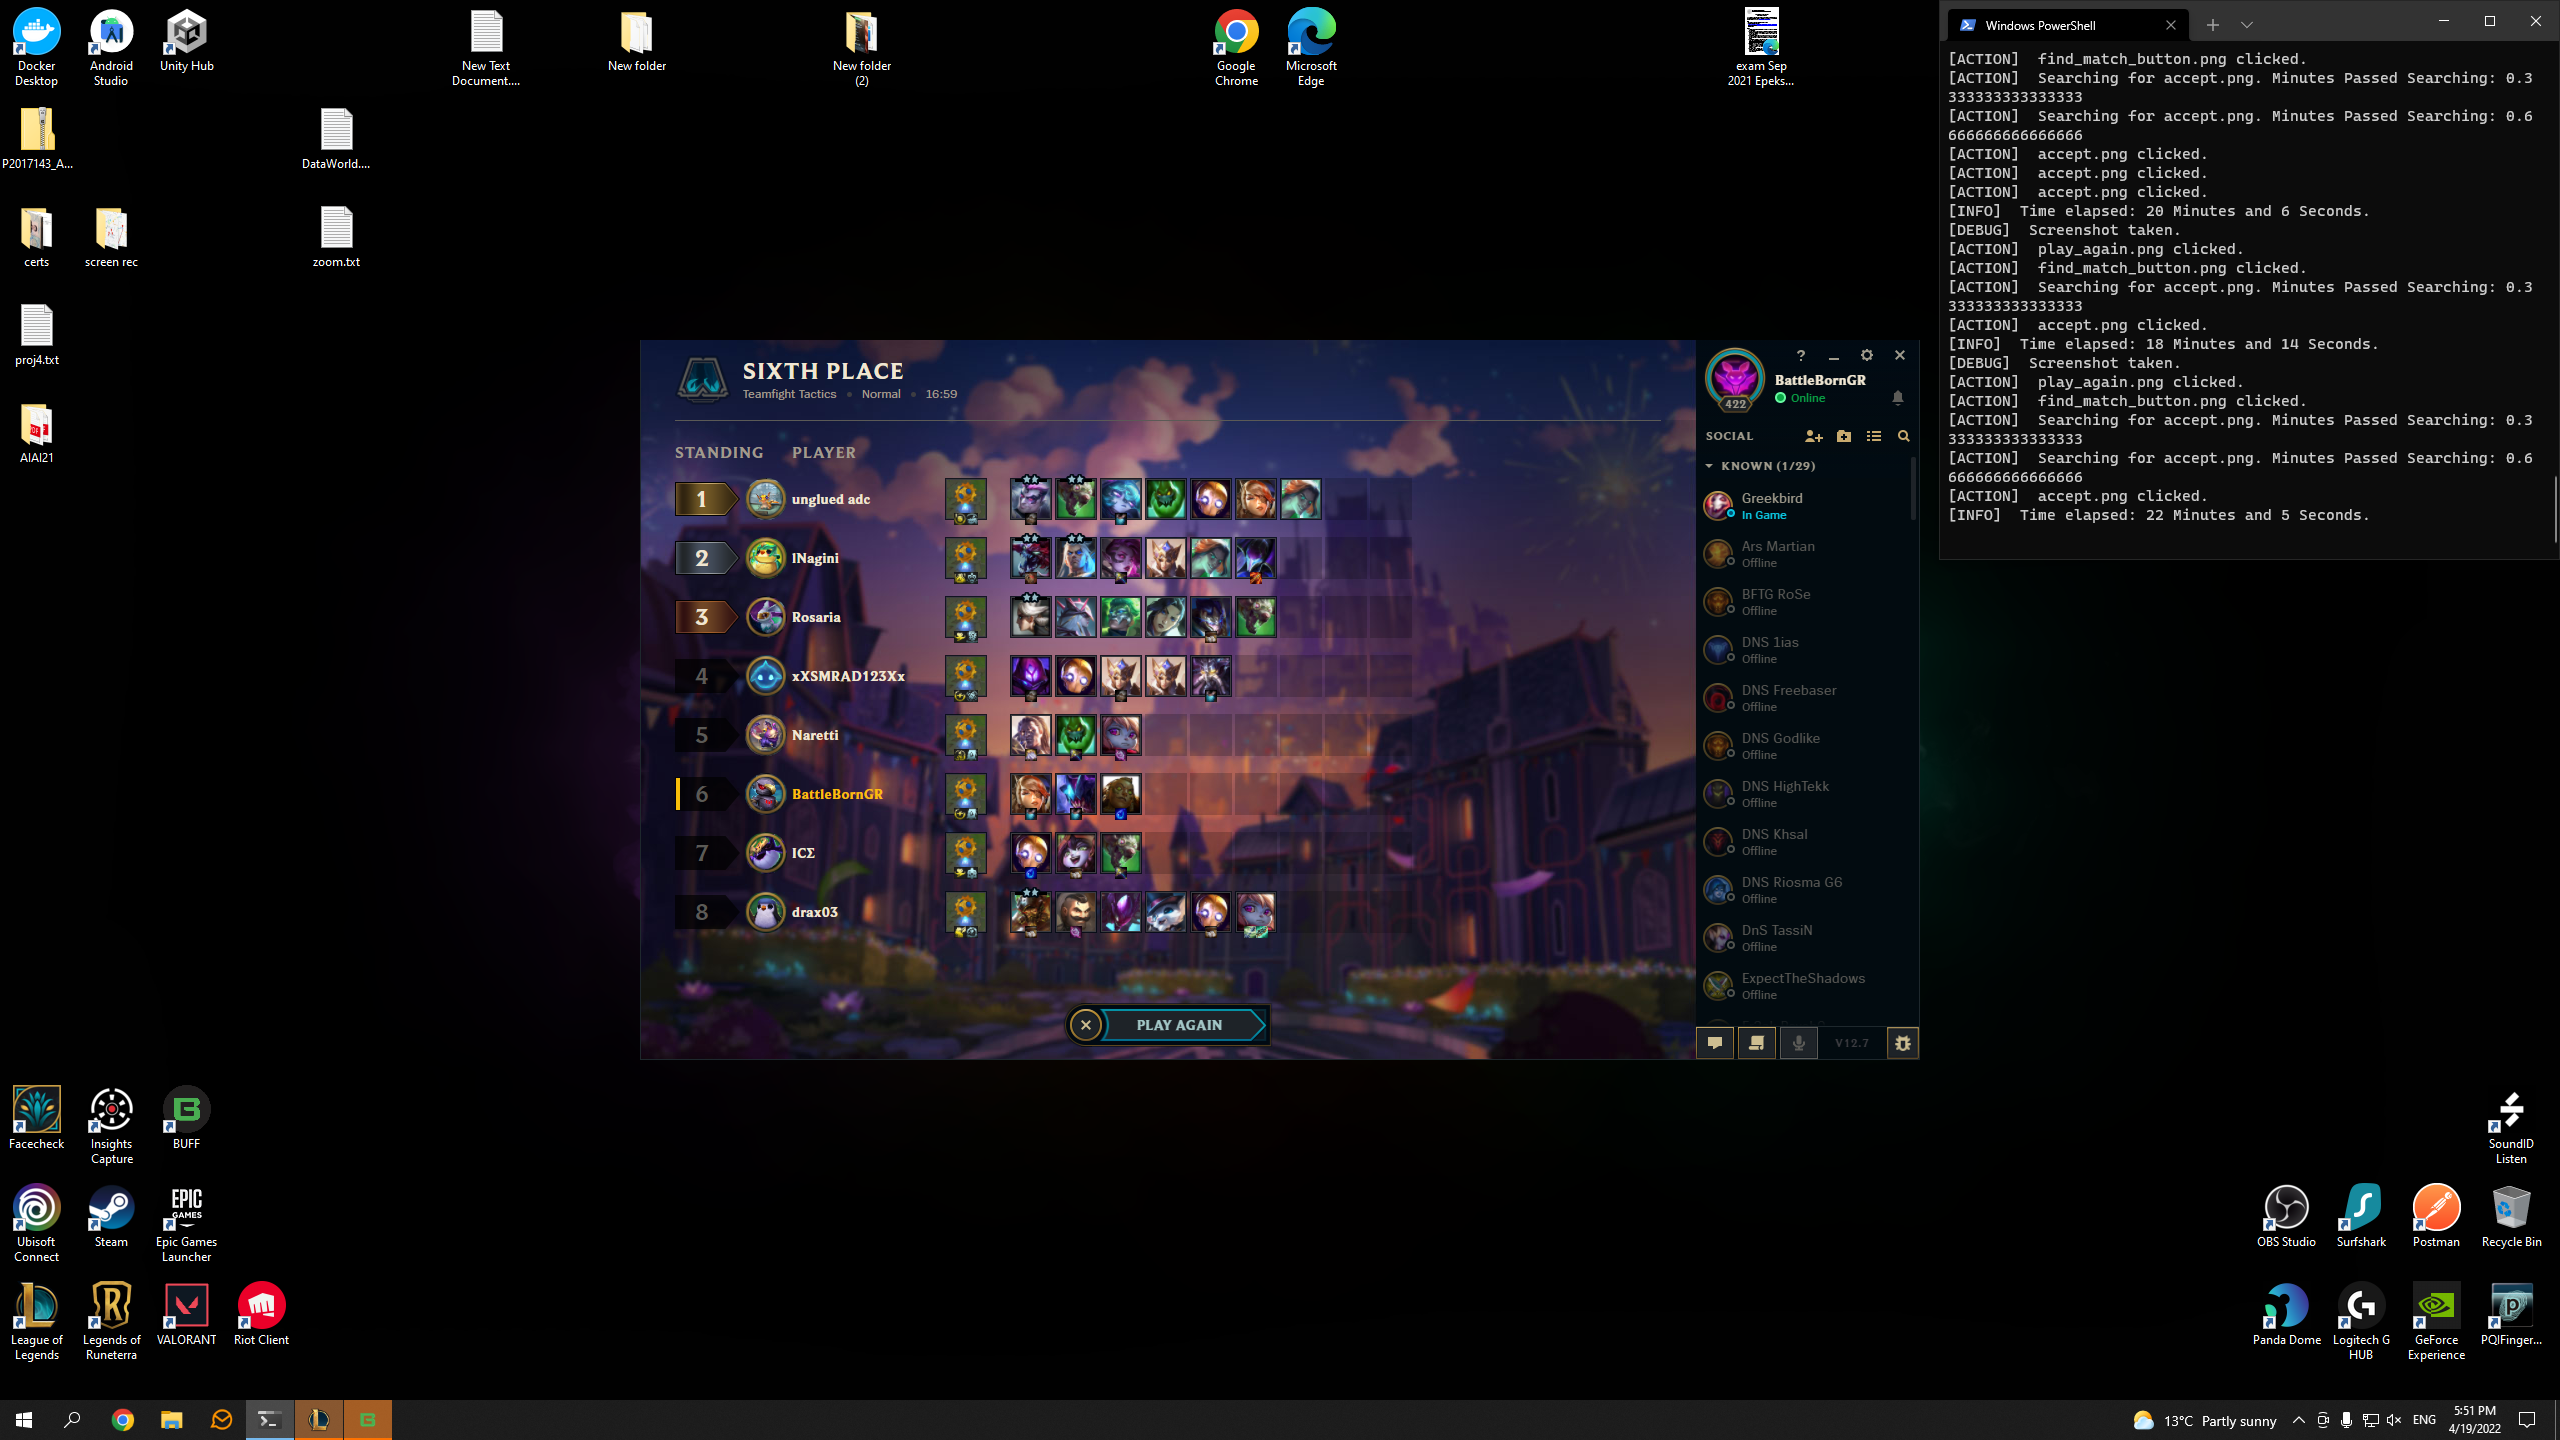 Docker
Desktop
Android
Studio
Unity Hub
New Text
Document....
New folder
New folder
(2)
Google
Chrome
Microsoft
Edge
exam Sep
2021 Epeks...
P2017143_A...
DataWorld....
certs
screen rec
zoom.txt
proj4.txt
AIAI21
Windows PowerShell
[ACTION]  find_match_button.png clicked.
[ACTION]  Searching for accept.png. Minutes Passed Searching: 0.3
333333333333333
[ACTION]  Searching for accept.png. Minutes Passed Searching: 0.6
666666666666666
[ACTION]  accept.png clicked.
[ACTION]  accept.png clicked.
[ACTION]  accept.png clicked.
[INFO]  Time elapsed: 20 Minutes and 6 Seconds.
[DEBUG]  Screenshot taken.
[ACTION]  play_again.png clicked.
[ACTION]  find_match_button.png clicked.
[ACTION]  Searching for accept.png. Minutes Passed Searching: 0.3
333333333333333
[ACTION]  accept.png clicked.
[INFO]  Time elapsed: 18 Minutes and 14 Seconds.
[DEBUG]  Screenshot taken.
[ACTION]  play_again.png clicked.
[ACTION]  find_match_button.png clicked.
[ACTION]  Searching for accept.png. Minutes Passed Searching: 0.3
333333333333333
[ACTION]  Searching for accept.png. Minutes Passed Searching: 0.6
666666666666666
[ACTION]  accept.png clicked.
[INFO]  Time elapsed: 22 Minutes and 5 Seconds.
SIXTH PLACE
Teamfight Tactics • Normal • 16:59
STANDING PLAYER
1 unglued adc
2 lNagini
3 Rosaria
4 xXSMRAD123Xx
5 Naretti
6 BattleBornGR
7 ICΣ
8 drax03
PLAY AGAIN
BattleBornGR
Online
422
SOCIAL
KNOWN (1/29)
Greekbird
In Game
Ars Martian
Offline
BFTG RoSe
Offline
DNS 1ias
Offline
DNS Freebaser
Offline
DNS Godlike
Offline
DNS HighTekk
Offline
DNS Khsal
Offline
DNS Riosma G6
Offline
DnS TassiN
Offline
ExpectTheShadows
Offline
V12.7
Facecheck
Insights
Capture
BUFF
Ubisoft
Connect
Steam
EPIC
GAMES
Epic Games
Launcher
League of
Legends
Legends of
Runeterra
VALORANT
Riot Client
SoundID
Listen
OBS Studio
Surfshark
Postman
Recycle Bin
Panda Dome
Logitech G
HUB
GeForce
Experience
PQIFinger...
13°C Partly sunny
ENG
5:51 PM
4/19/2022